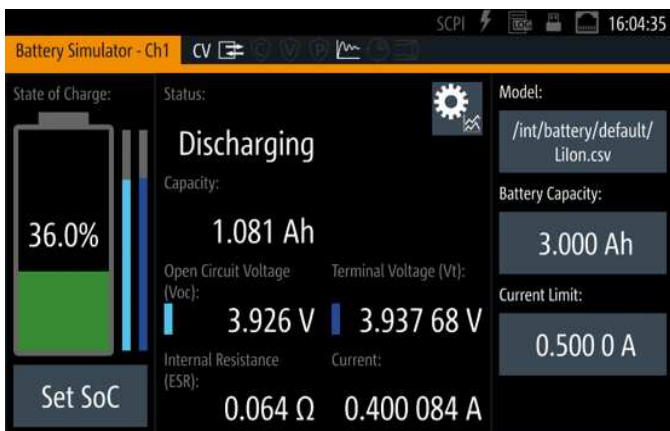 SCPI LOG 16:04:35
Battery Simulator - Ch1 CV C V P
State of Charge: Status: Model:
Discharging
/int/battery/default/
LiIon.csv
Capacity: Battery Capacity:
36.0% 1.081 Ah 3.000 Ah
Open Circuit Voltage Terminal Voltage (Vt):
(Voc): Current Limit:
3.926 V 3.937 68 V
0.500 0 A
Internal Resistance Current:
(ESR):
Set SoC 0.064 Ω 0.400 084 A